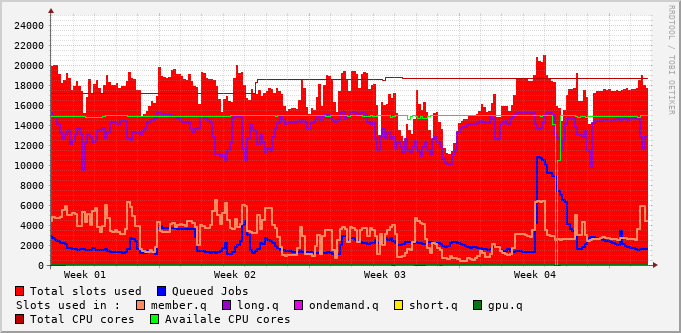 RRDTOOL / TOBI OETIKER
24000
22000
20000
18000
16000
14000
12000
10000
8000
6000
4000
2000
0
Week 01 Week 02 Week 03 Week 04
Total slots used Queued Jobs
Slots used in : member.q long.q ondemand.q short.q gpu.q
Total CPU cores Availale CPU cores